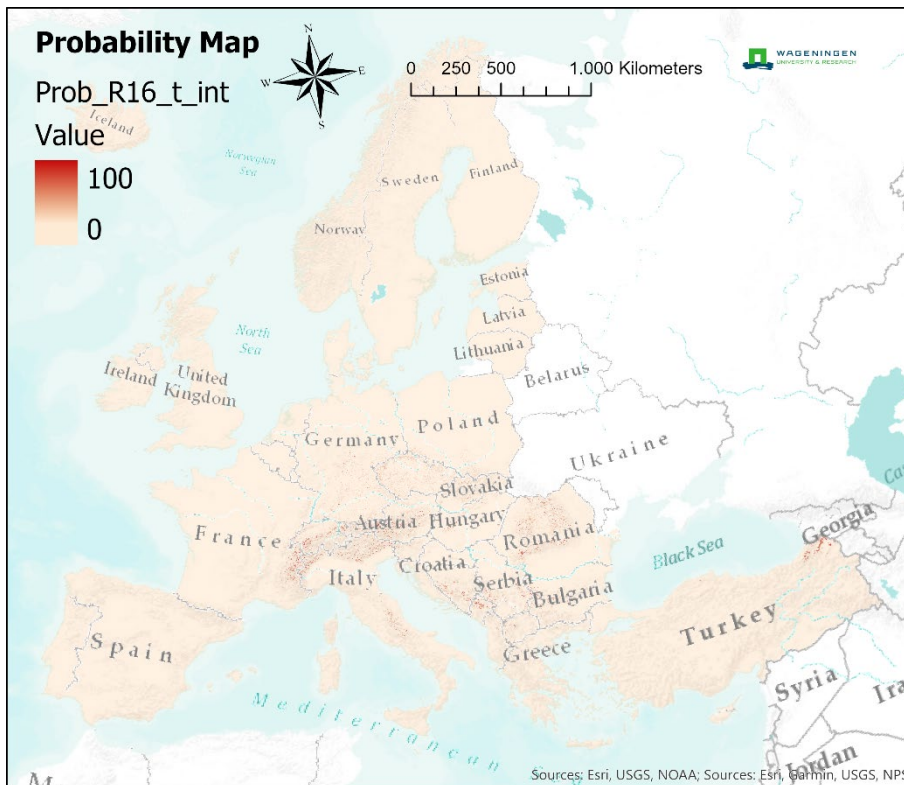 Probability Map
Prob_R16_t_int
Value
100
0
N
W
E
S
0 250 500 1.000 Kilometers
WAGENINGEN
UNIVERSITY & RESEARCH
Iceland
Norwegian
Sea
Sweden
Finland
Norway
Estonia
Latvia
Lithuania
North
Sea
Ireland
United
Kingdom
Belarus
Poland
Germany
Ukraine
Slovakia
Austria
Hungary
France
Romania
Croatia
Italy
Serbia
Bulgaria
Black Sea
Georgia
Ca
Spain
Greece
Turkey
Syria
Ira
Mediterranean Sea
Jordan
M
Sources: Esri, USGS, NOAA; Sources: Esri, Garmin, USGS, NPS